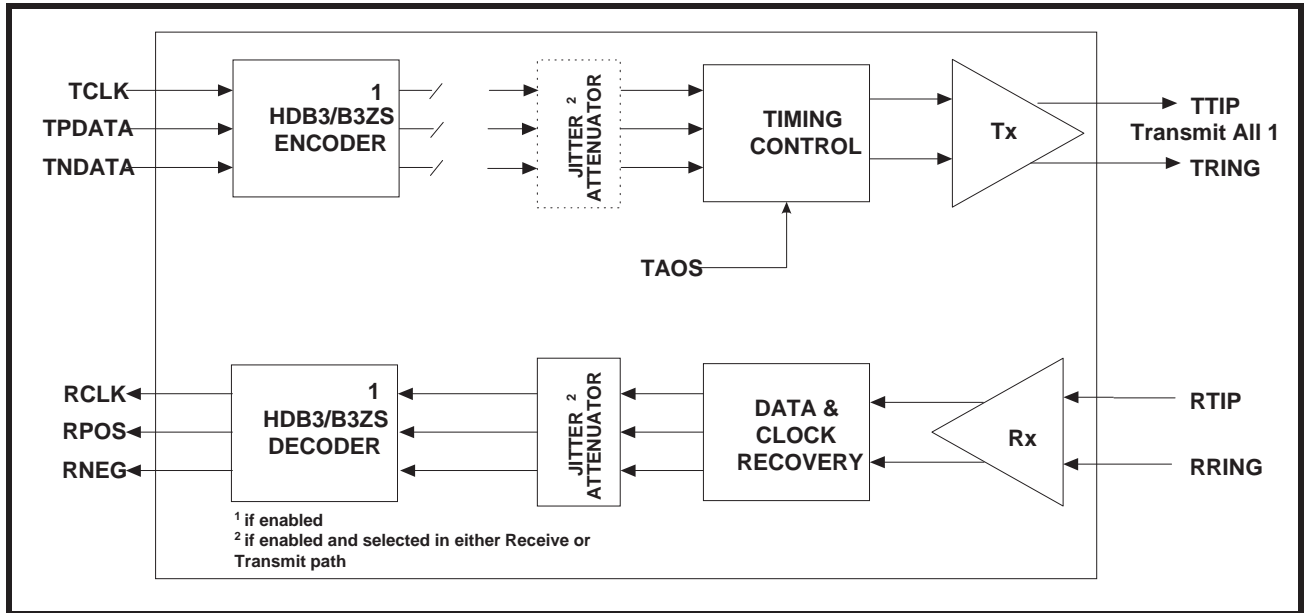 TCLK
TPDATA
TNDATA
1
HDB3/B3ZS
ENCODER
JITTER 2
ATTENUATOR
TIMING
CONTROL
Tx
TTIP
Transmit All 1
TRING
TAOS
RCLK
RPOS
RNEG
1
HDB3/B3ZS
DECODER
JITTER 2
ATTENUATOR
DATA &
CLOCK
RECOVERY
Rx
RTIP
RRING
1 if enabled
2 if enabled and selected in either Receive or
Transmit path